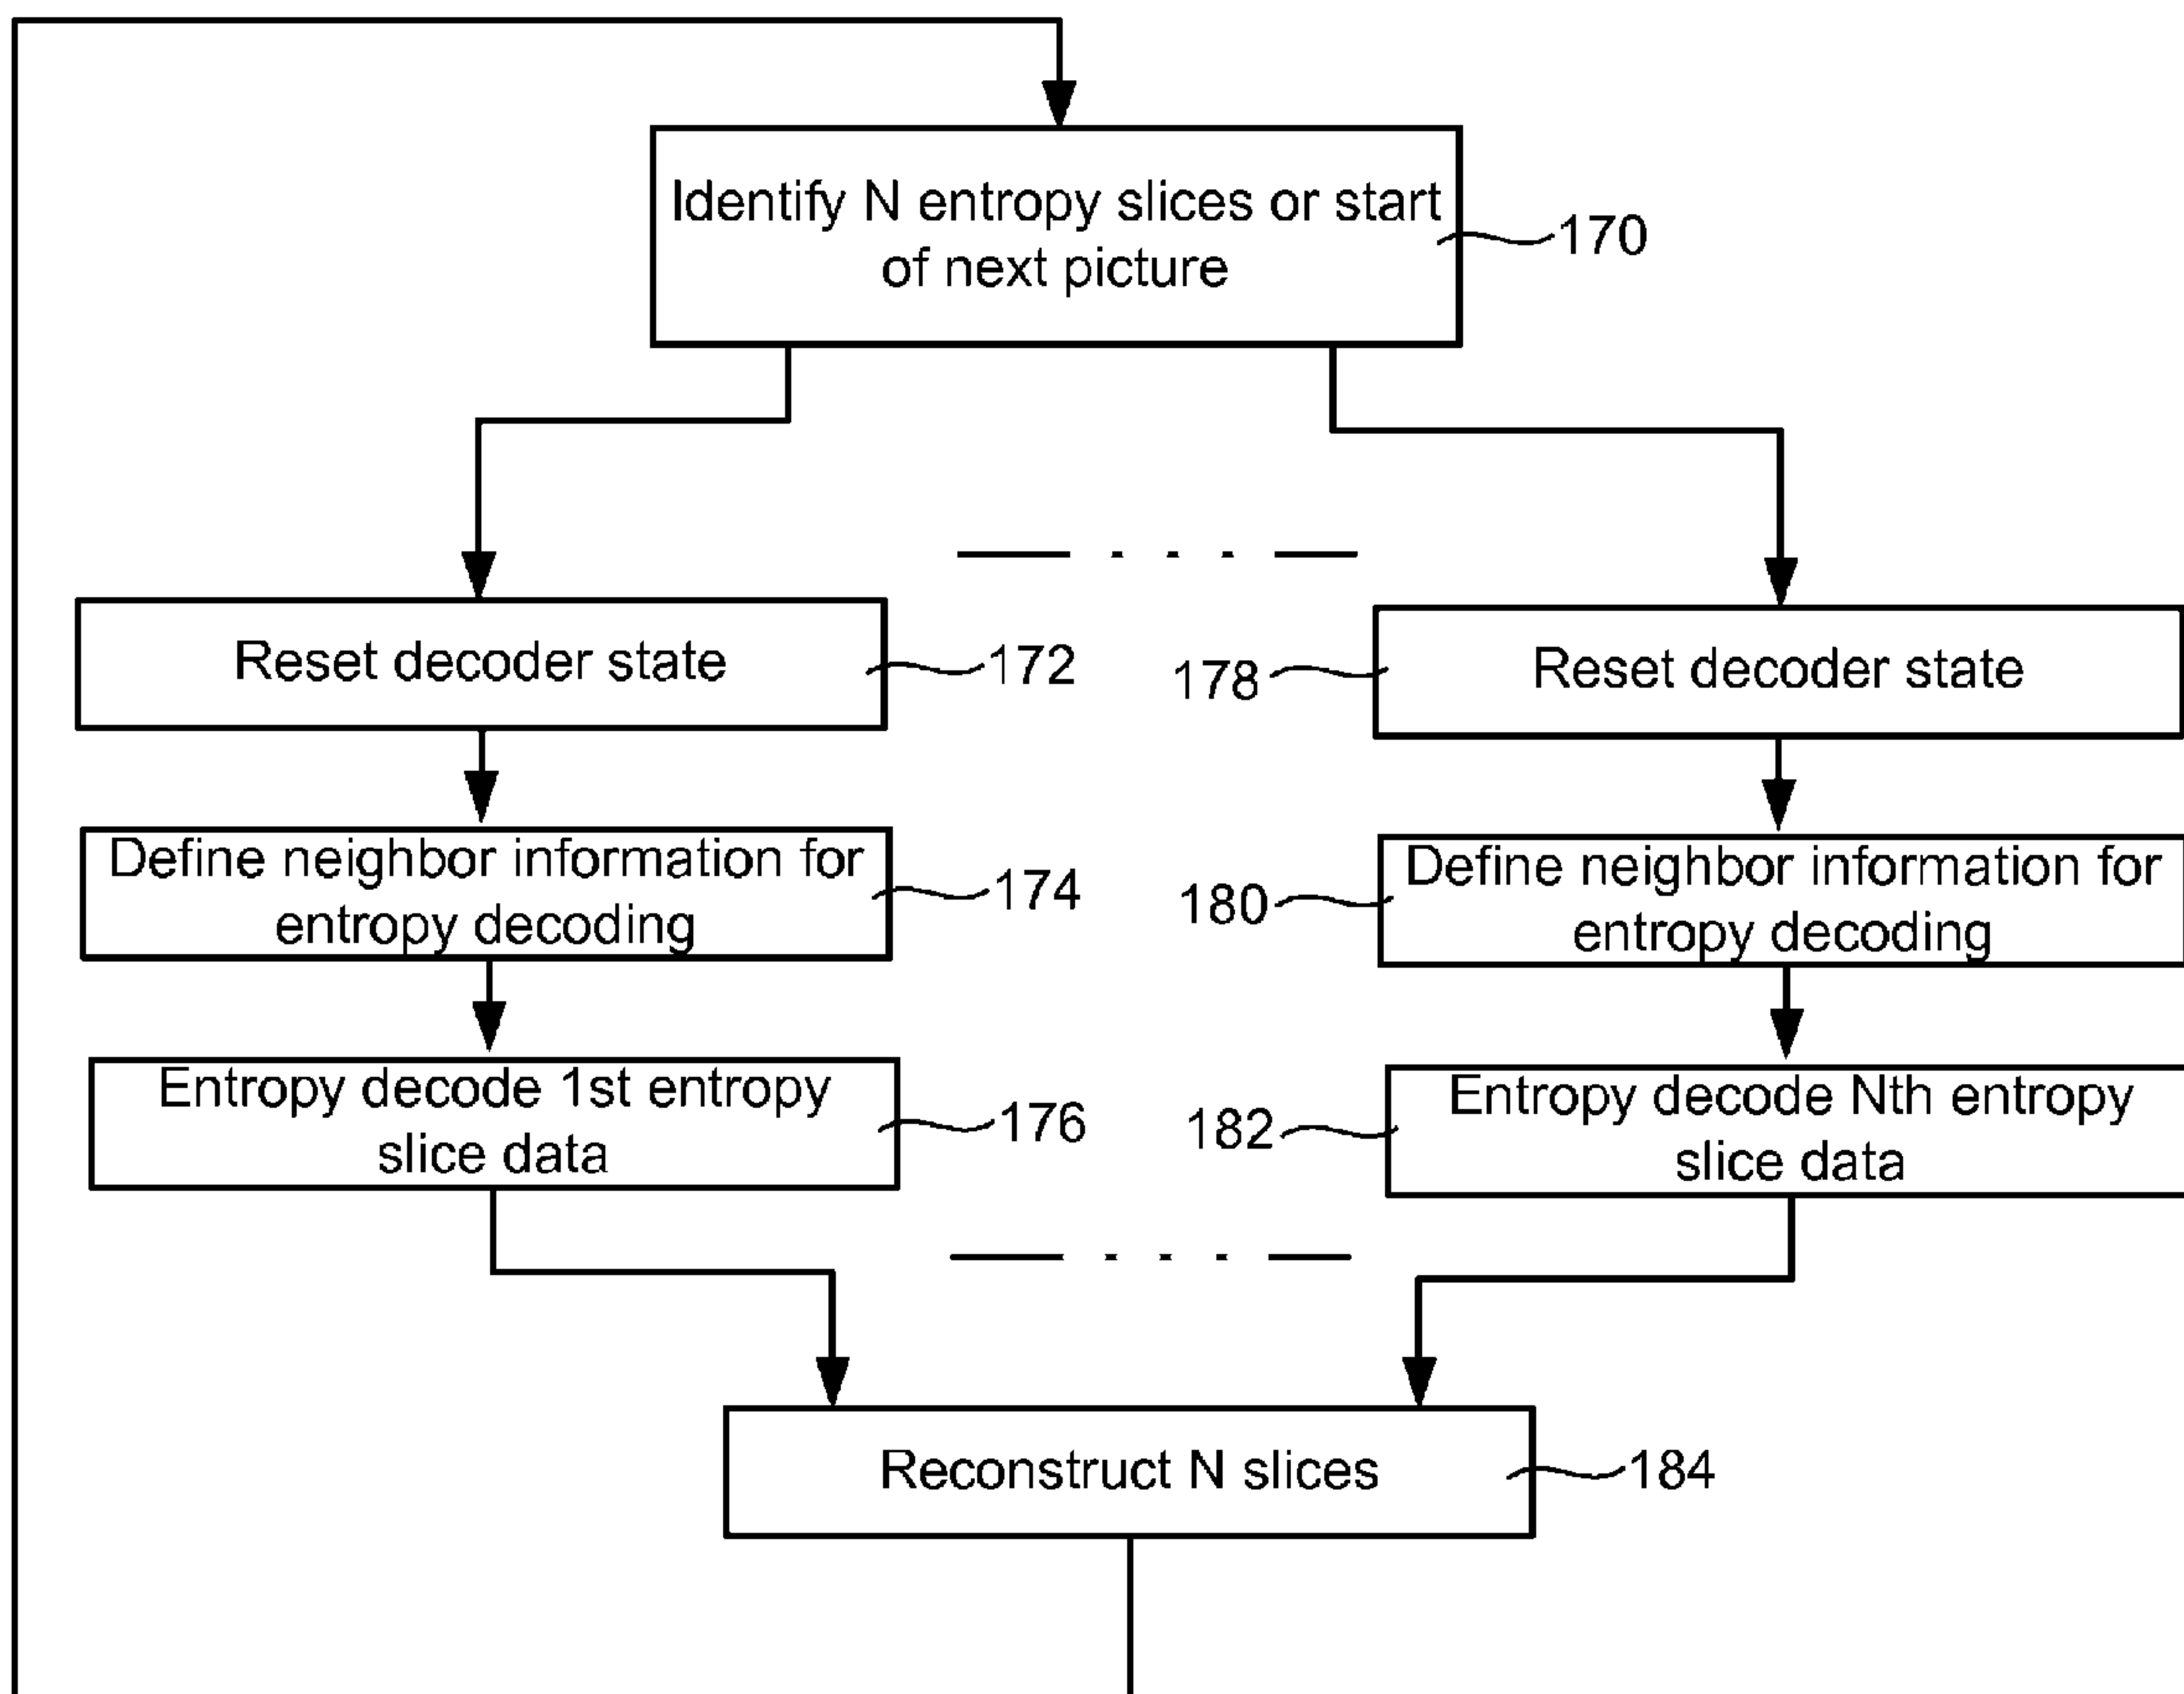 Identify N entropy slices or start
of next picture
170
Reset decoder state
172
178
Reset decoder state
Define neighbor information for
entropy decoding
174
180
Define neighbor information for
entropy decoding
Entropy decode 1st entropy
slice data
176
182
Entropy decode Nth entropy
slice data
Reconstruct N slices
184